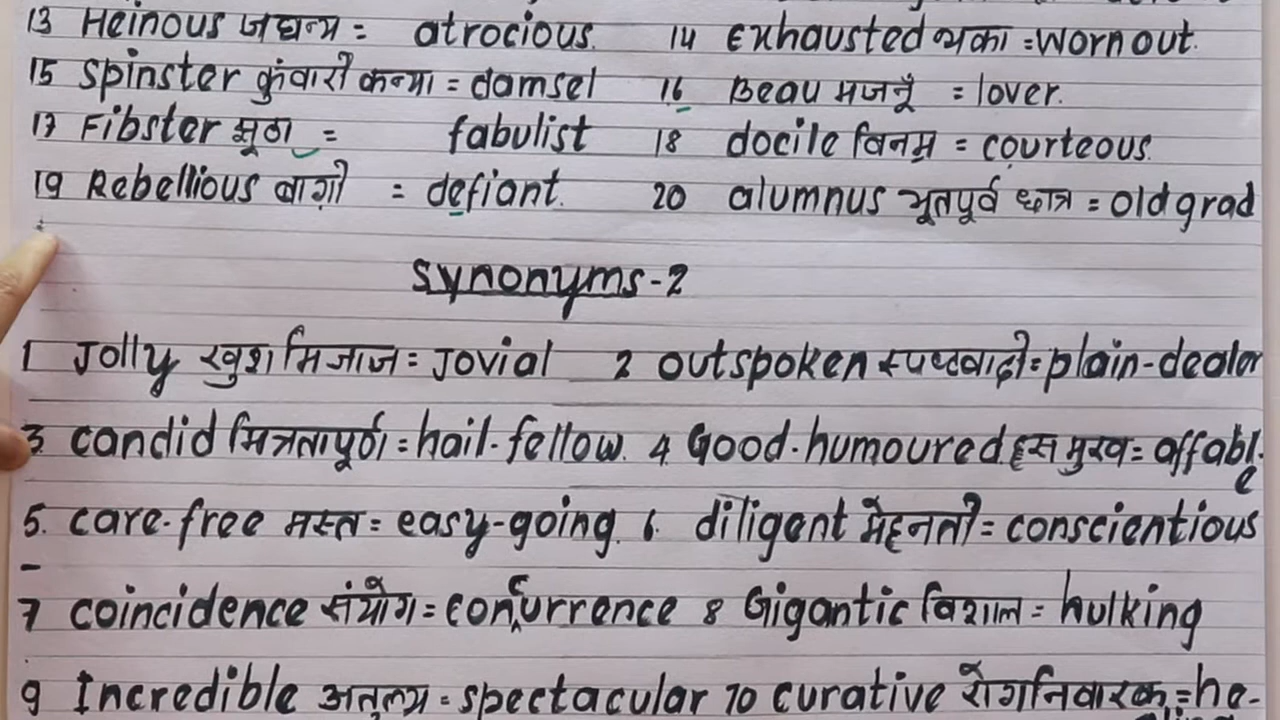 13 Heinous जघन्य = atrocious. 14 exhausted थका = worn out.
15 Spinster कुंवारी कन्या = damsel 16 Beau मजनूँ = lover.
17 Fibster झूठा = fabulist 18 docile विनम्र = courteous.
19 Rebellious बाग़ी = defiant. 20 alumnus भूतपूर्व छात्र = old grad
Synonyms-2
1 Jolly खुशमिजाज = Jovial 2 outspoken स्पष्टवादी = plain-dealer
3 candid मित्रतापूर्ण = hail-fellow. 4 Good-humoured हसमुख = affable
5. care-free मस्त = easy-going. 6. diligent मेहनती = conscientious
7 coincidence संयोग = concurrence 8 Gigantic विशाल = hulking
9 Incredible अतुल्य = spectacular 10 curative रोगनिवारक = he-